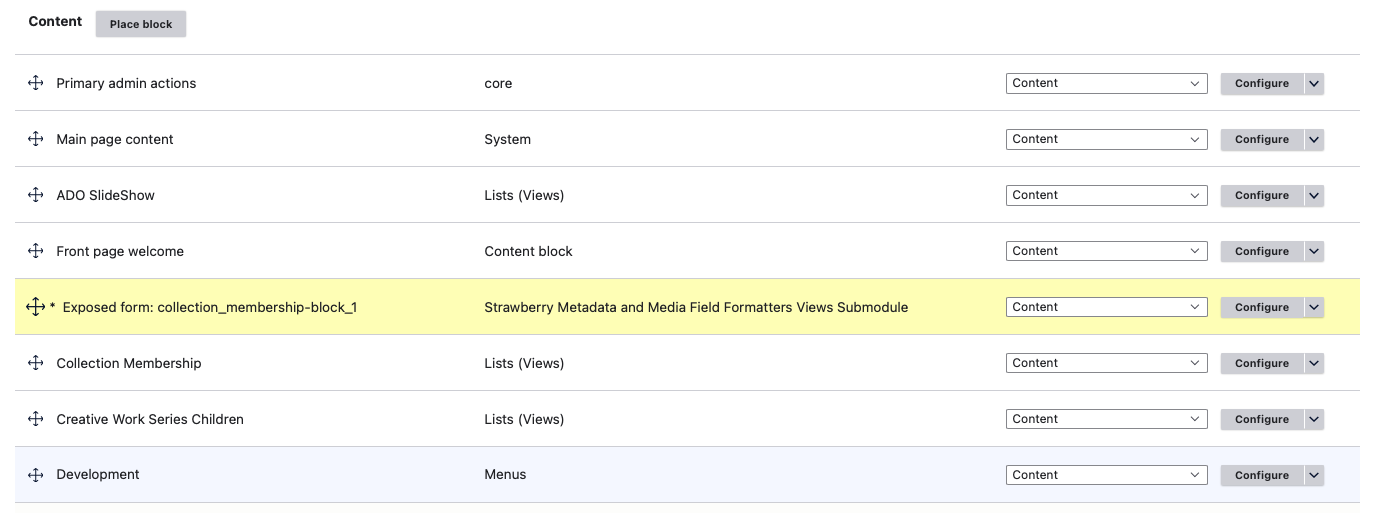 Content Place block
Primary admin actions core Content Configure
Main page content System Content Configure
ADO SlideShow Lists (Views) Content Configure
Front page welcome Content block Content Configure
* Exposed form: collection_membership-block_1 Strawberry Metadata and Media Field Formatters Views Submodule Content Configure
Collection Membership Lists (Views) Content Configure
Creative Work Series Children Lists (Views) Content Configure
Development Menus Content Configure